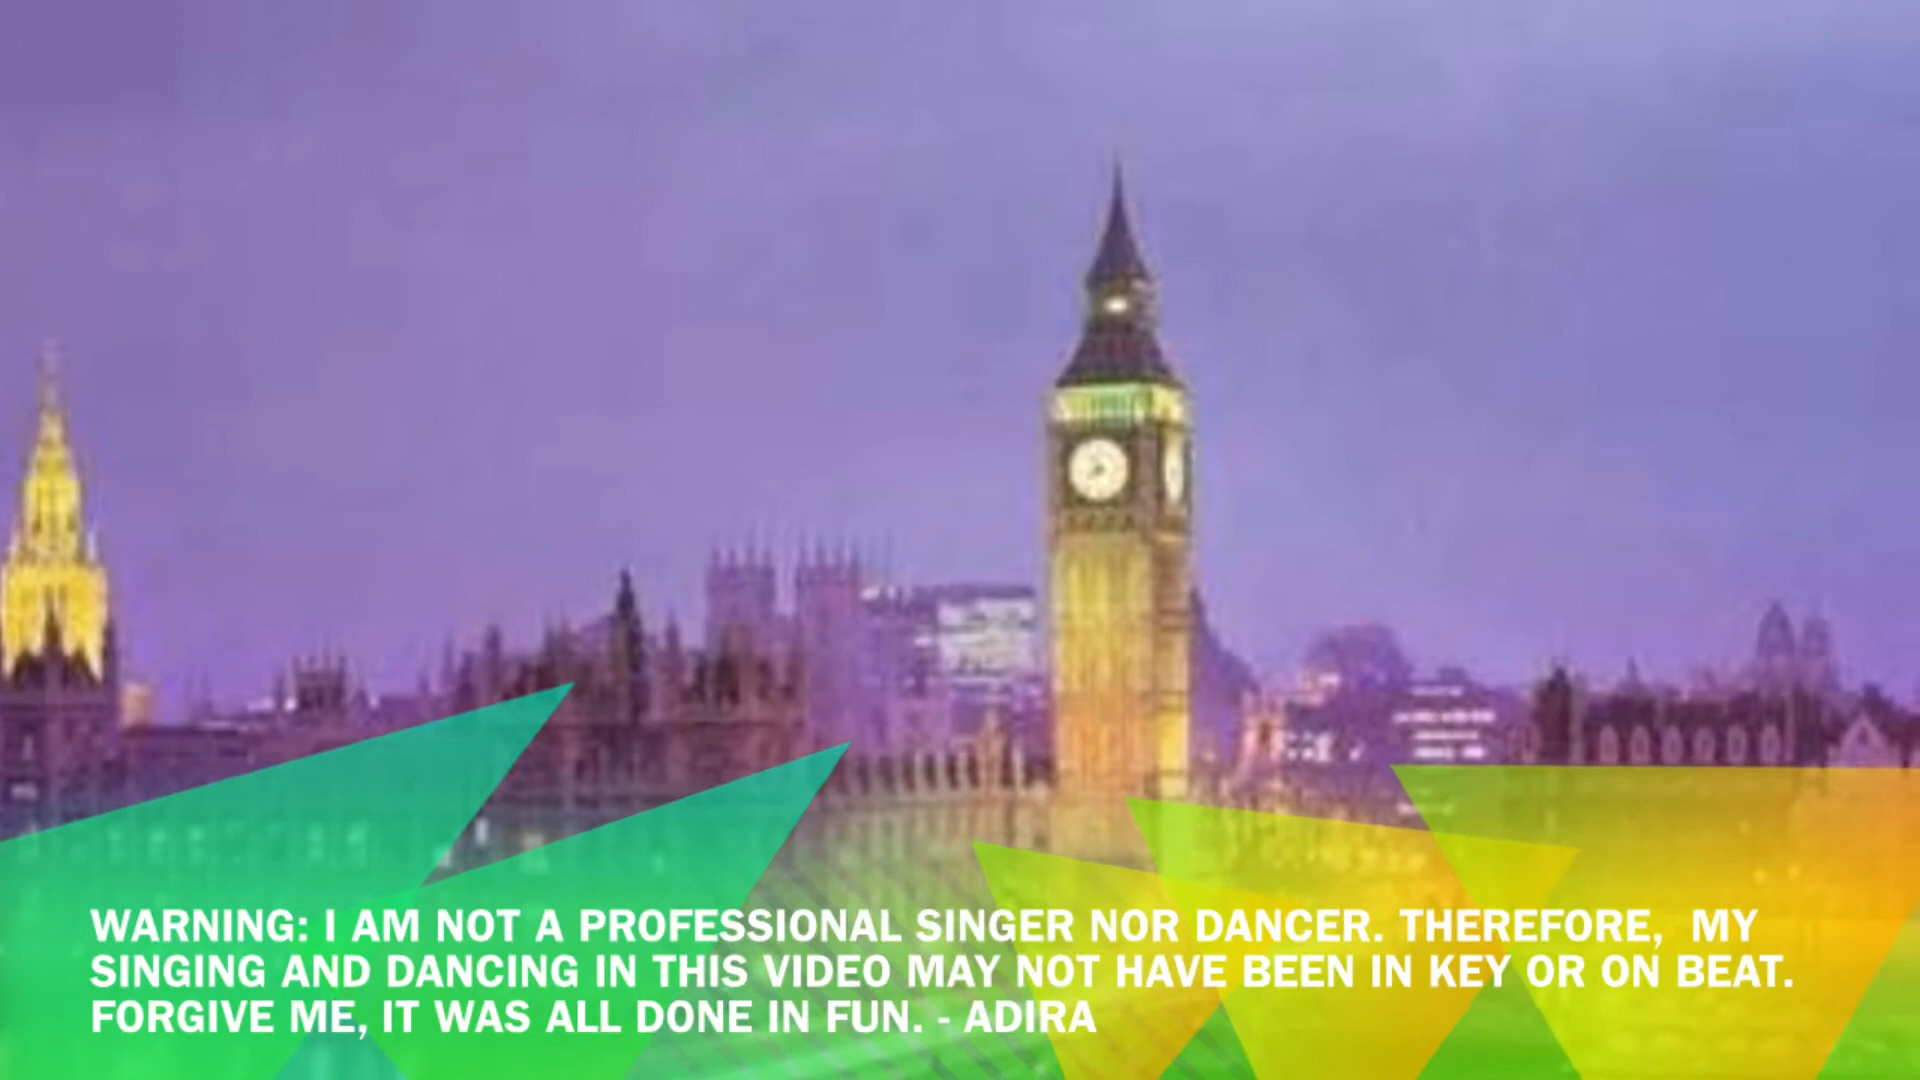 WARNING: I AM NOT A PROFESSIONAL SINGER NOR DANCER. THEREFORE,  MY
SINGING AND DANCING IN THIS VIDEO MAY NOT HAVE BEEN IN KEY OR ON BEAT.
FORGIVE ME, IT WAS ALL DONE IN FUN. - ADIRA